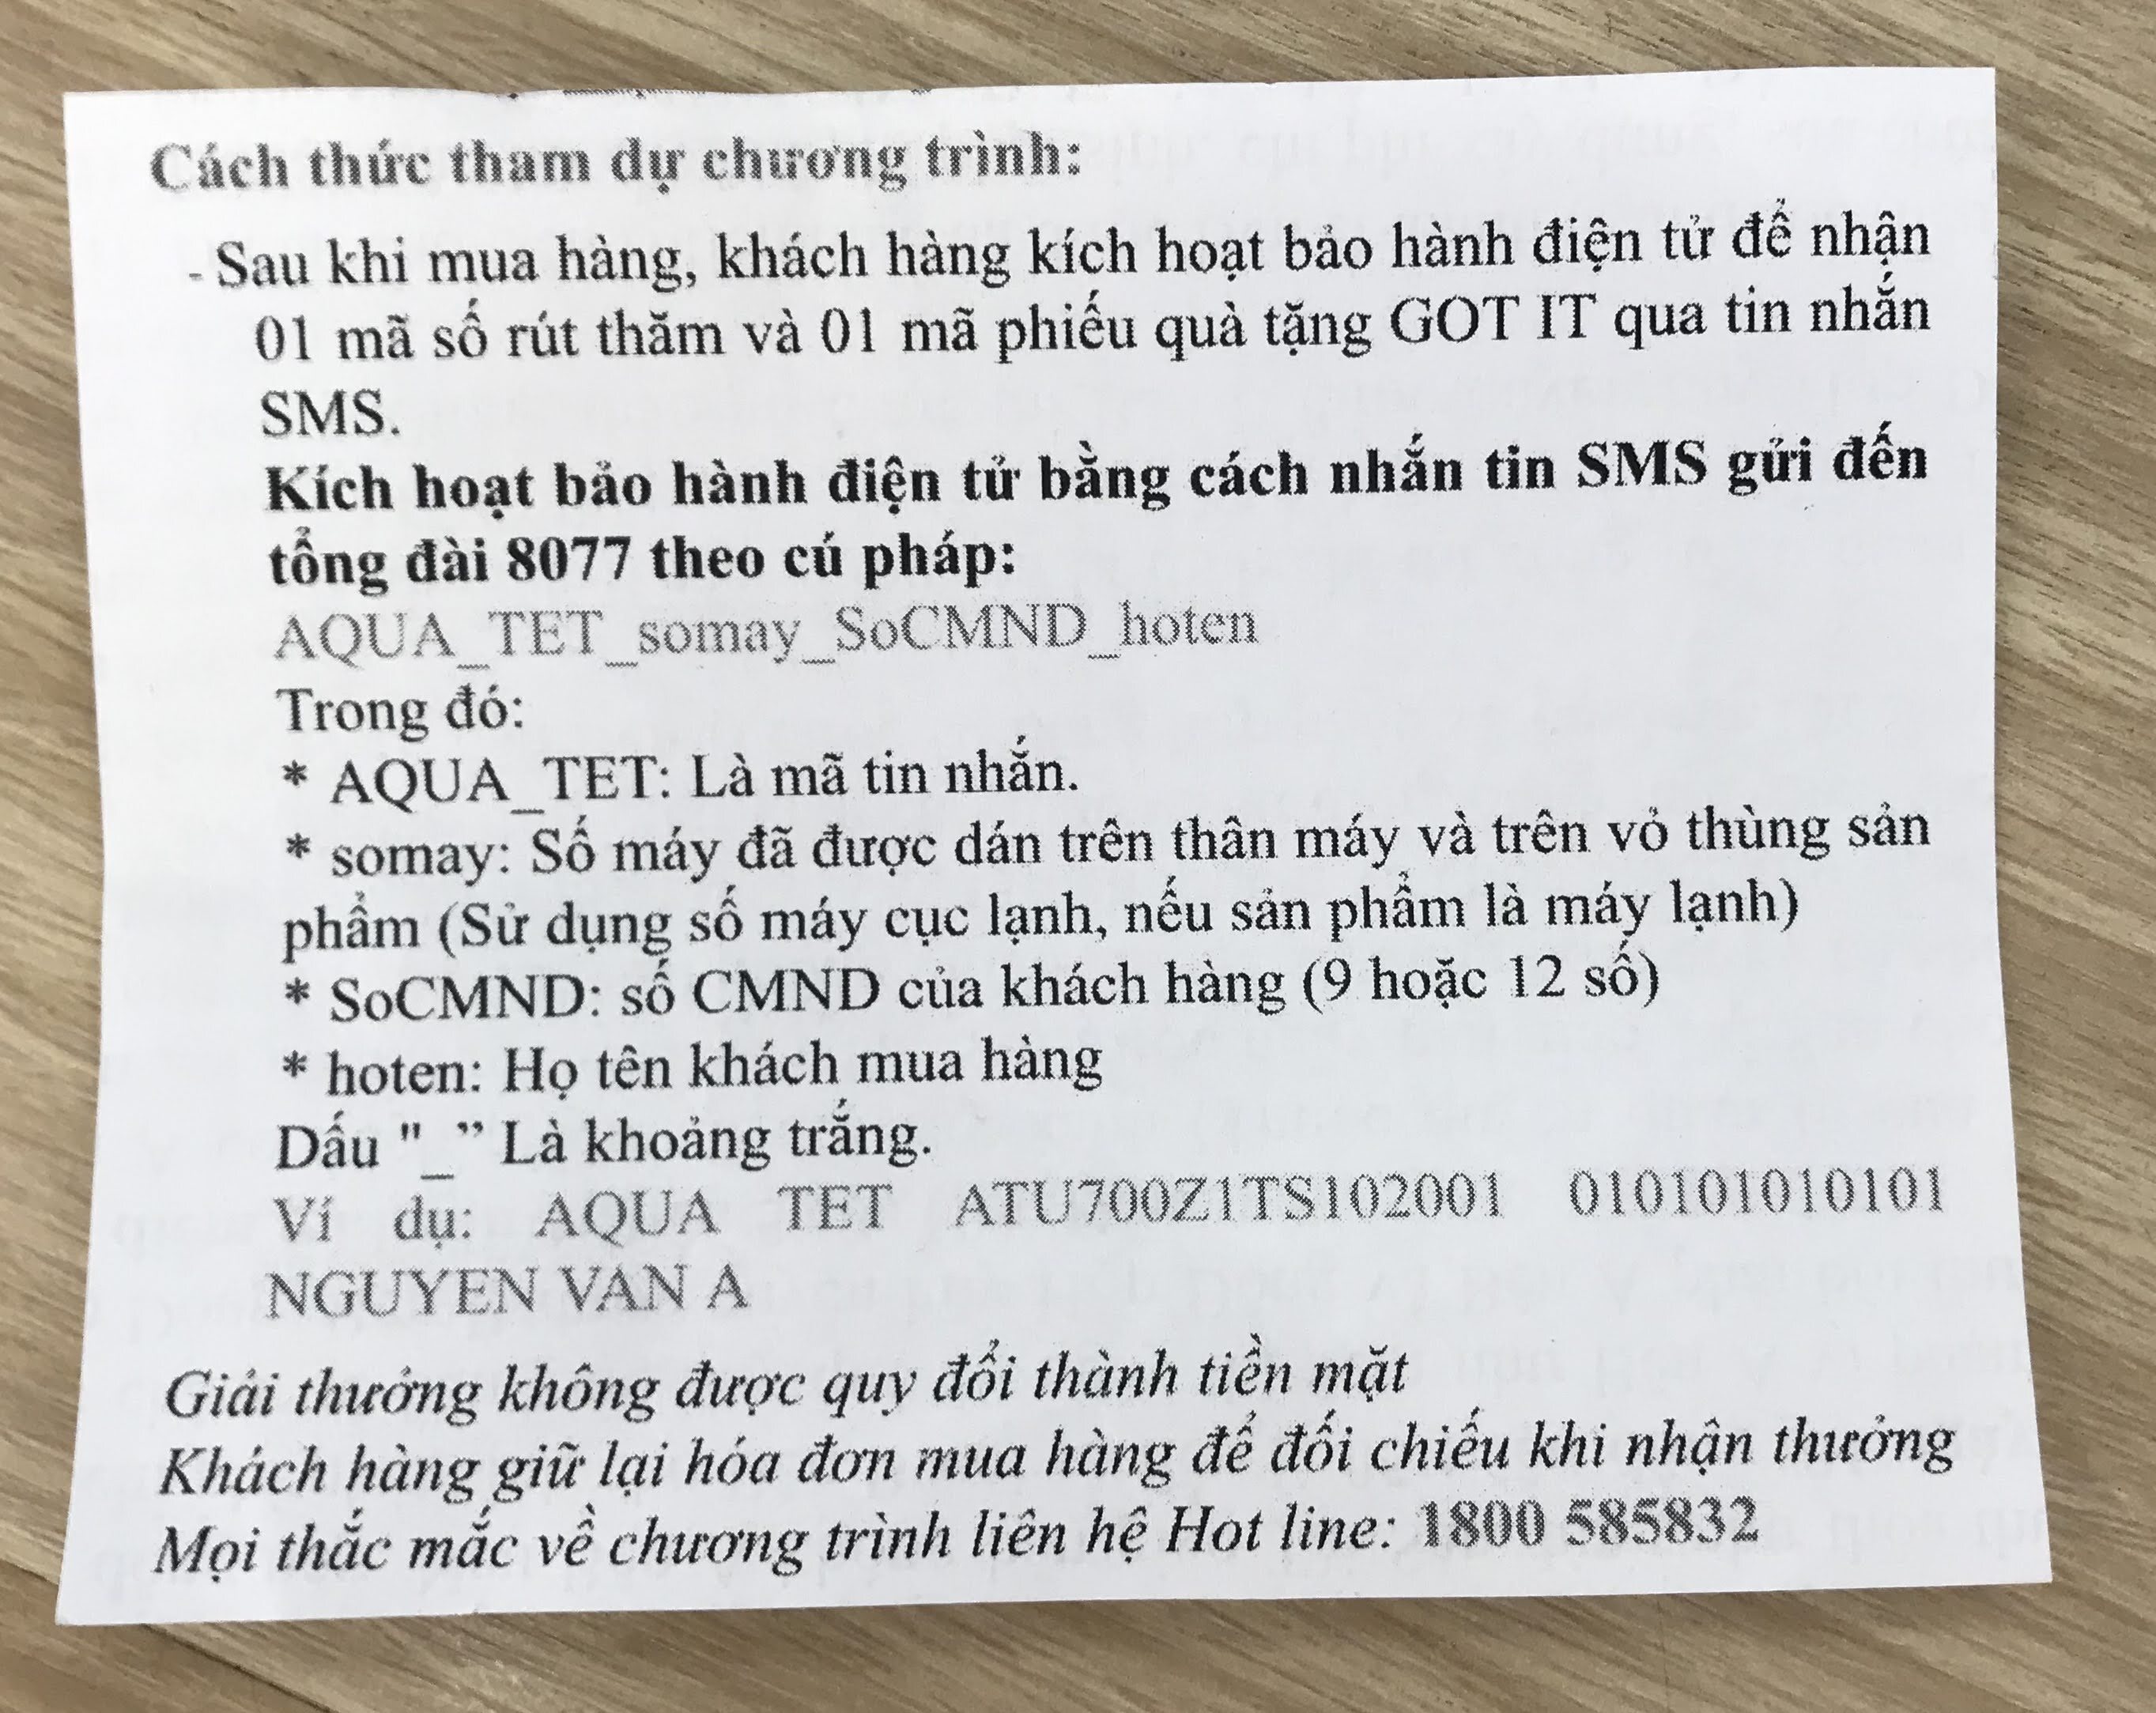 Cách thức tham dự chương trình:
- Sau khi mua hàng, khách hàng kích hoạt bảo hành điện tử để nhận
01 mã số rút thăm và 01 mã phiếu quà tặng GOT IT qua tin nhắn
SMS.
Kích hoạt bảo hành điện tử bằng cách nhắn tin SMS gửi đến
tổng đài 8077 theo cú pháp:
AQUA_TET_somay_SoCMND_hoten
Trong đó:
* AQUA_TET: Là mã tin nhắn.
* somay: Số máy đã được dán trên thân máy và trên vỏ thùng sản
phẩm (Sử dụng số máy cục lạnh, nếu sản phẩm là máy lạnh)
* SoCMND: số CMND của khách hàng (9 hoặc 12 số)
* hoten: Họ tên khách mua hàng
Dấu "_” Là khoảng trắng.
Ví dụ: AQUA TET ATU700Z1TS102001 010101010101
NGUYEN VAN A
Giải thưởng không được quy đổi thành tiền mặt
Khách hàng giữ lại hóa đơn mua hàng để đối chiếu khi nhận thưởng
Mọi thắc mắc về chương trình liên hệ Hot line: 1800 585832